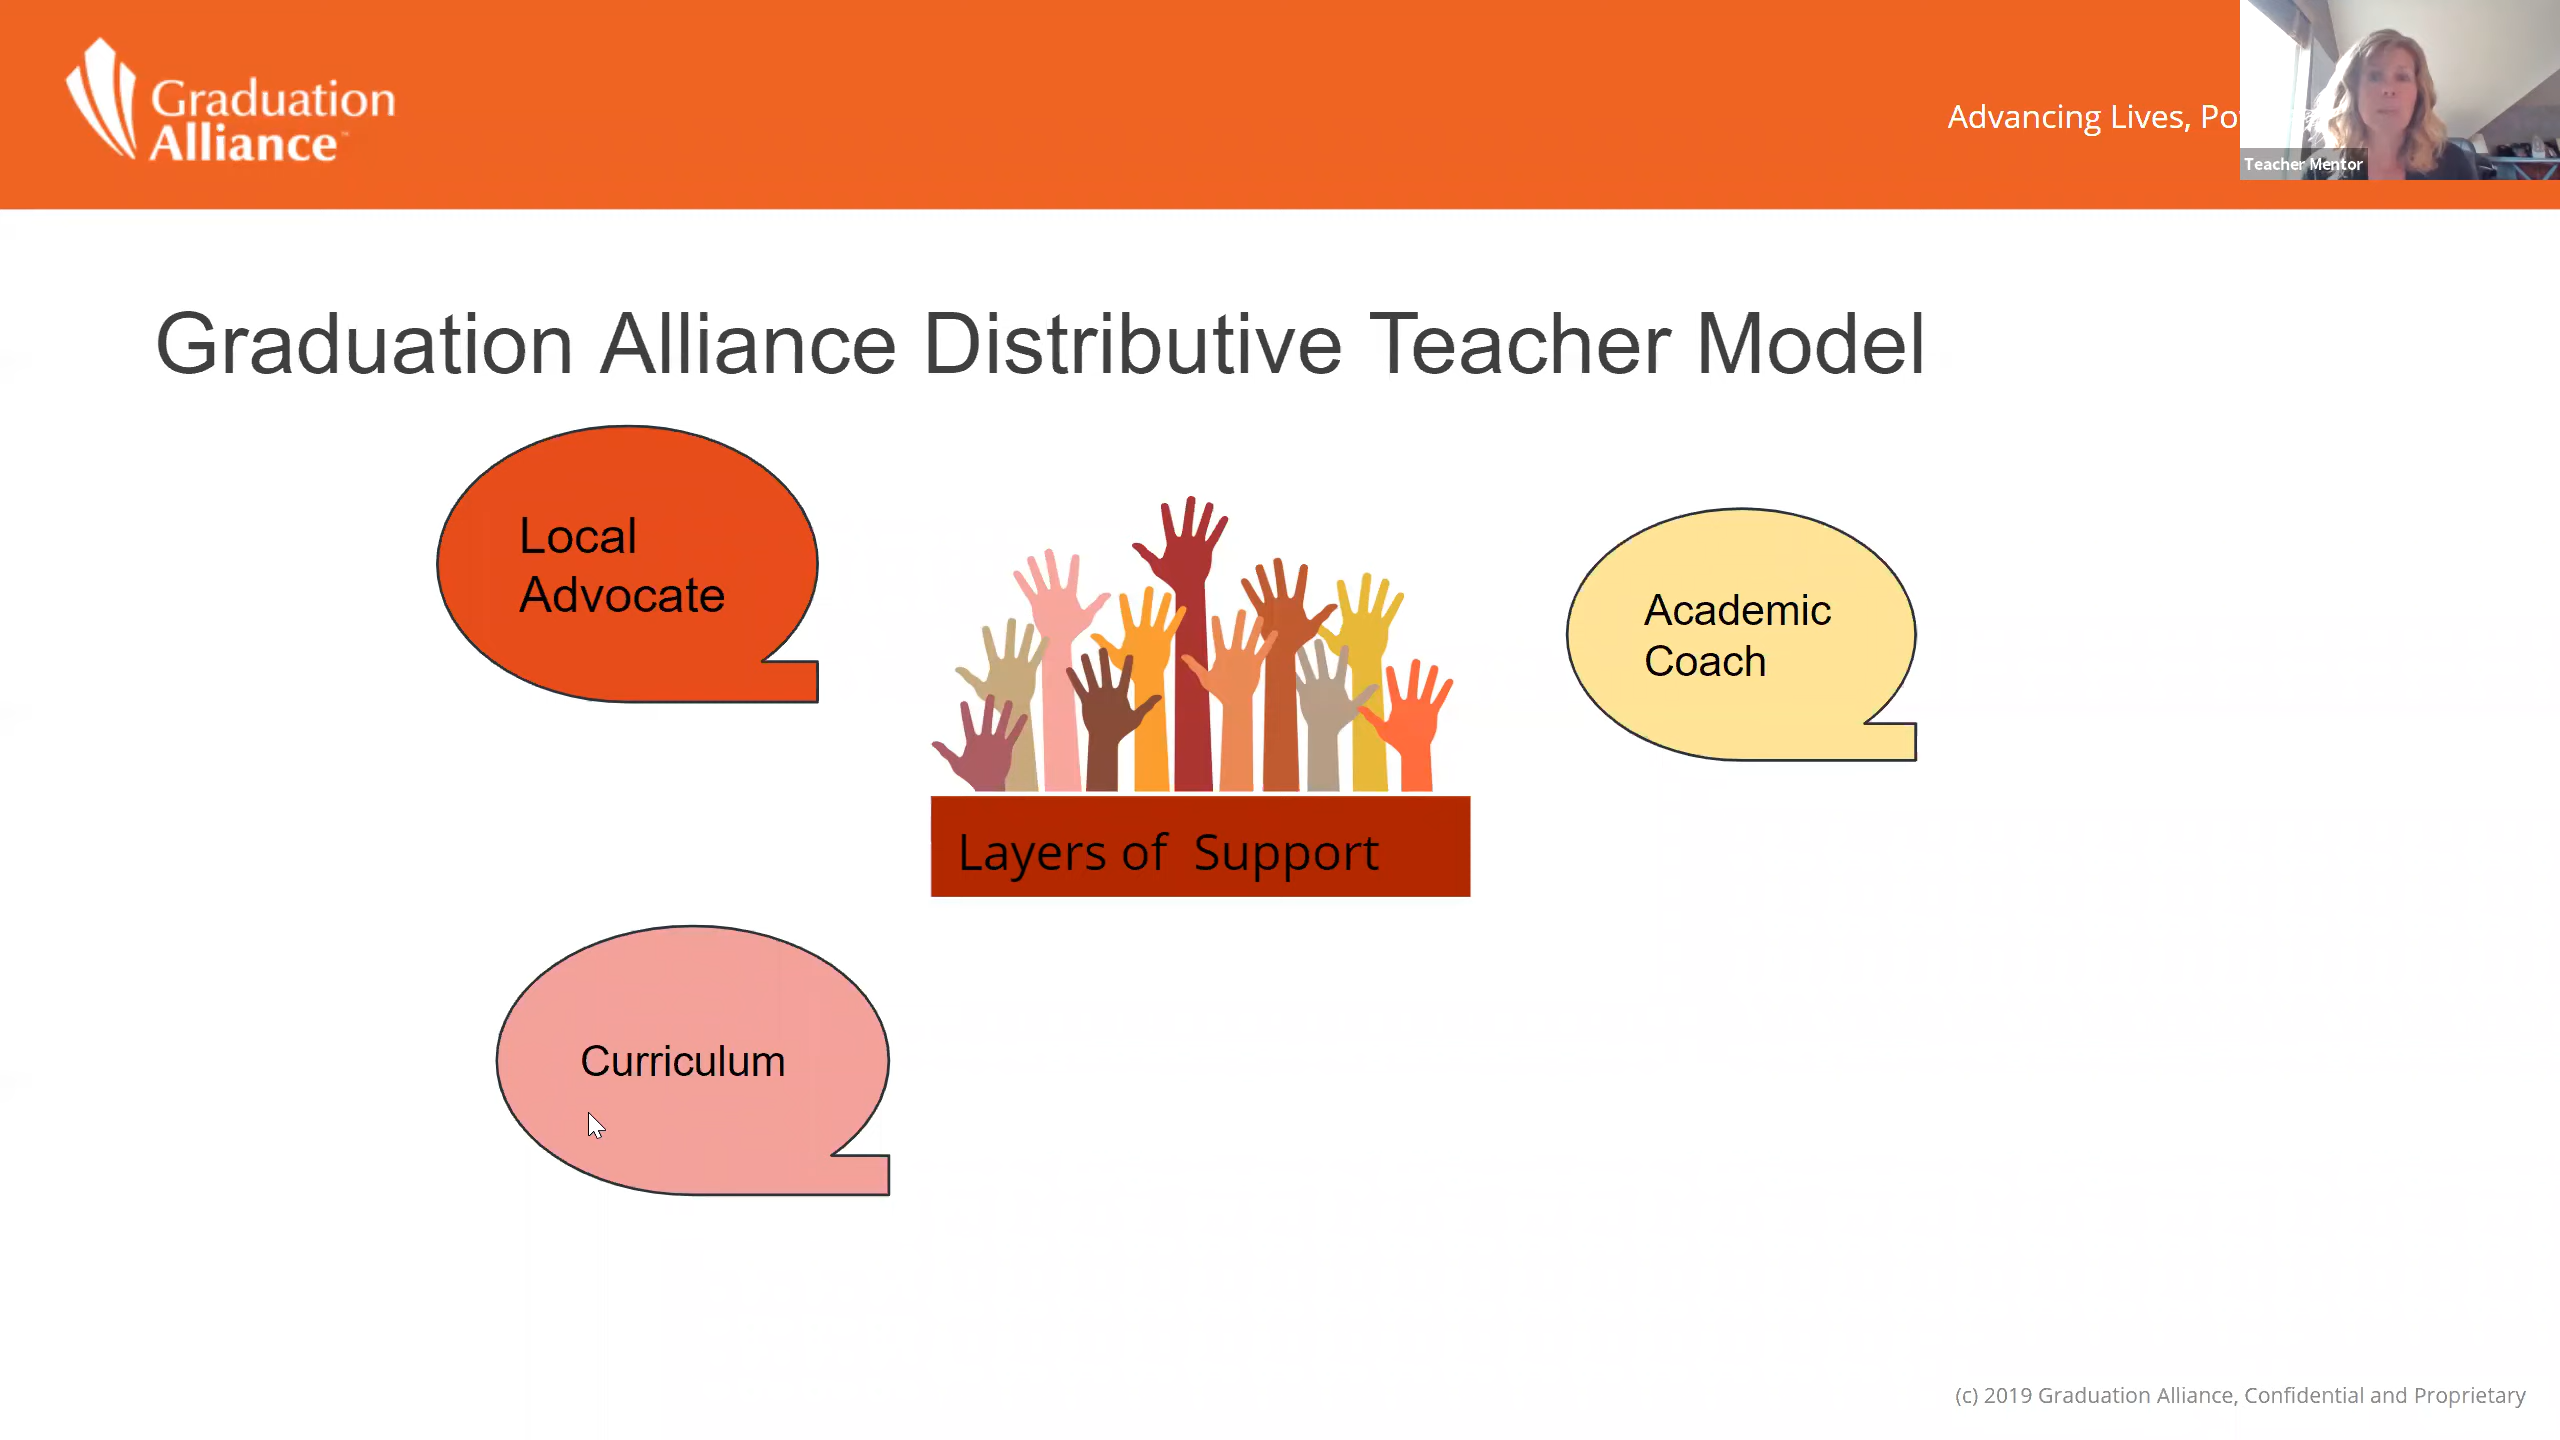 Graduation
Alliance
Advancing Lives,
Teacher Mentor
Graduation Alliance Distributive Teacher Model
Local
Advocate
Academic
Coach
Layers of  Support
Curriculum
(c) 2019 Graduation Alliance, Confidential and Proprietary